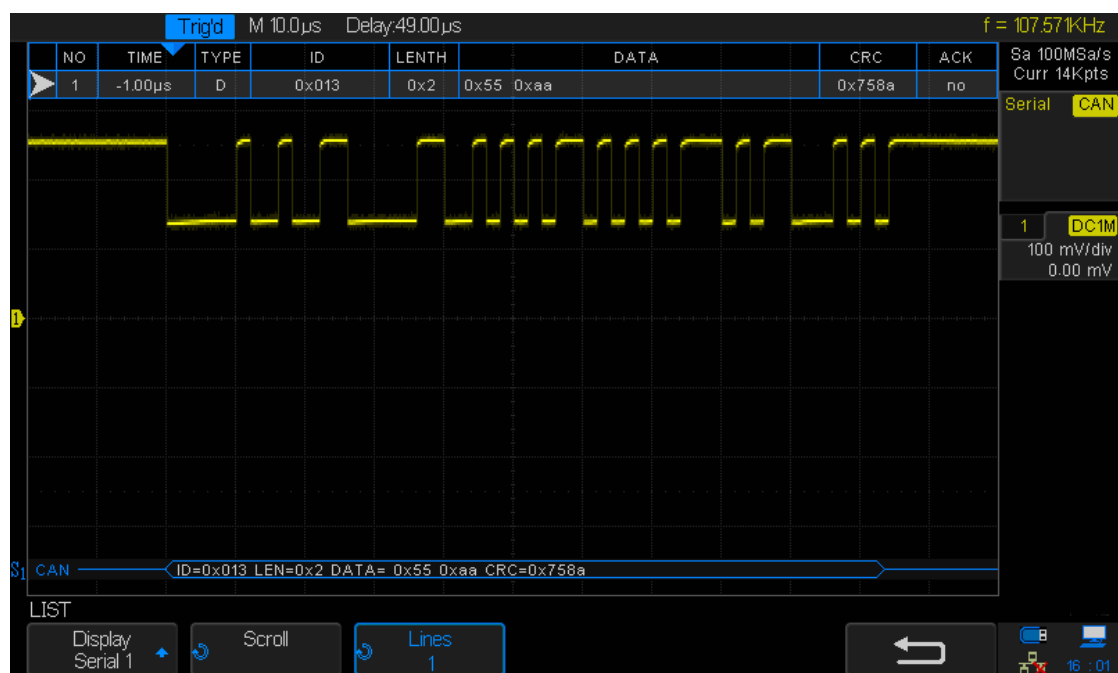 Trig'd M 10.0µs Delay:49.00µs f = 107.571KHz
NO TIME TYPE ID LENTH DATA CRC ACK
1 -1.00µs D 0x013 0x2 0x55 0xaa 0x758a no
Sa 100MSa/s
Curr 14Kpts
Serial CAN
1 DC1M
100 mV/div
0.00 mV
1
S1 CAN ID=0x013 LEN=0x2 DATA= 0x55 0xaa CRC=0x758a
LIST
Display
Serial 1
Scroll
Lines
1
16 : 01